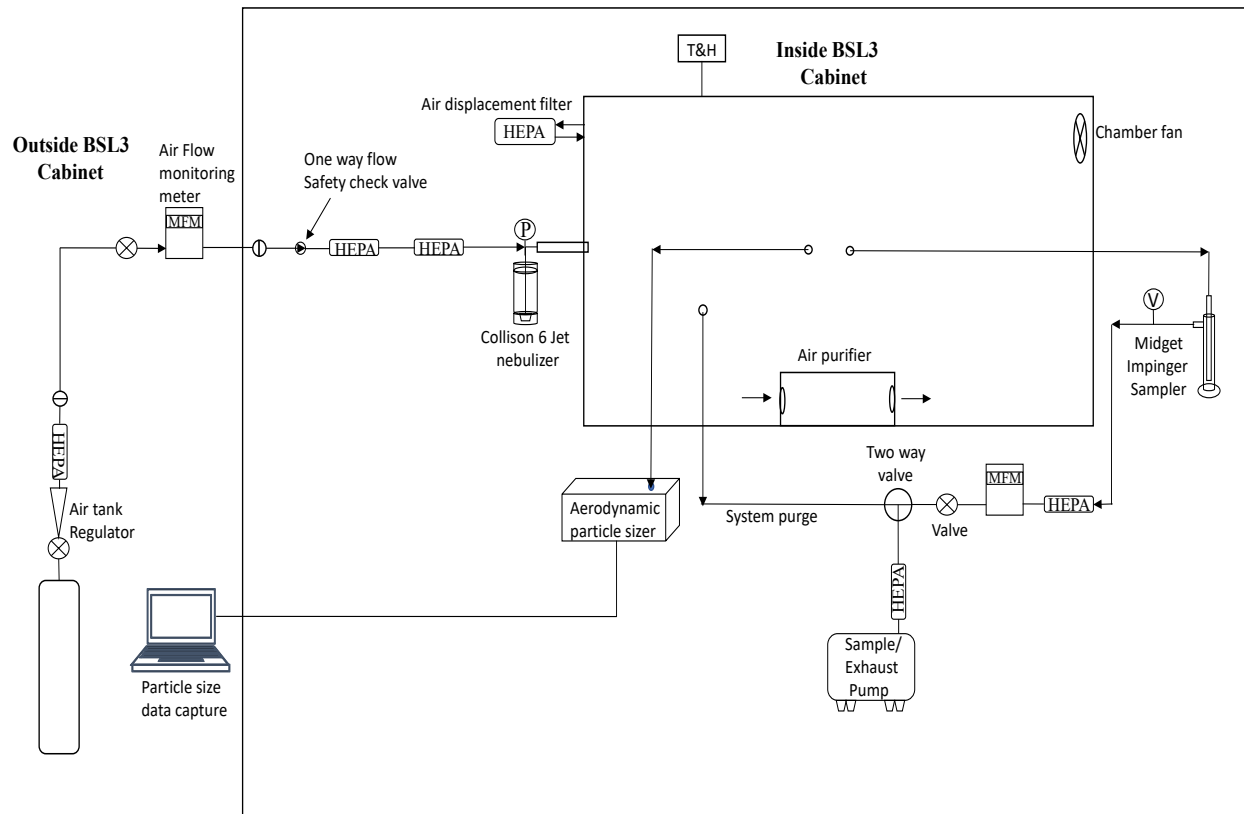 T&H
Inside BSL3
Cabinet
Air displacement filter
HEPA
Chamber fan
Outside BSL3
Cabinet
Air Flow
monitoring
meter
MFM
One way flow
Safety check valve
HEPA
HEPA
P
Collison 6 Jet
nebulizer
V
Midget
Impinger
Sampler
Air purifier
HEPA
Air tank
Regulator
Two way
valve
MFM
HEPA
Valve
System purge
Aerodynamic
particle sizer
HEPA
Sample/
Exhaust
Pump
Particle size
data capture